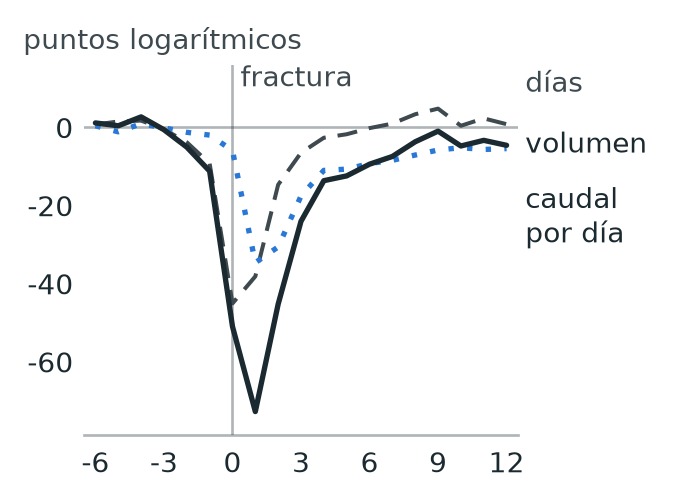 puntos logarítmicos
fractura
días
0
volumen
-20
caudal
por día
-40
-60
-6 -3 0 3 6 9 12